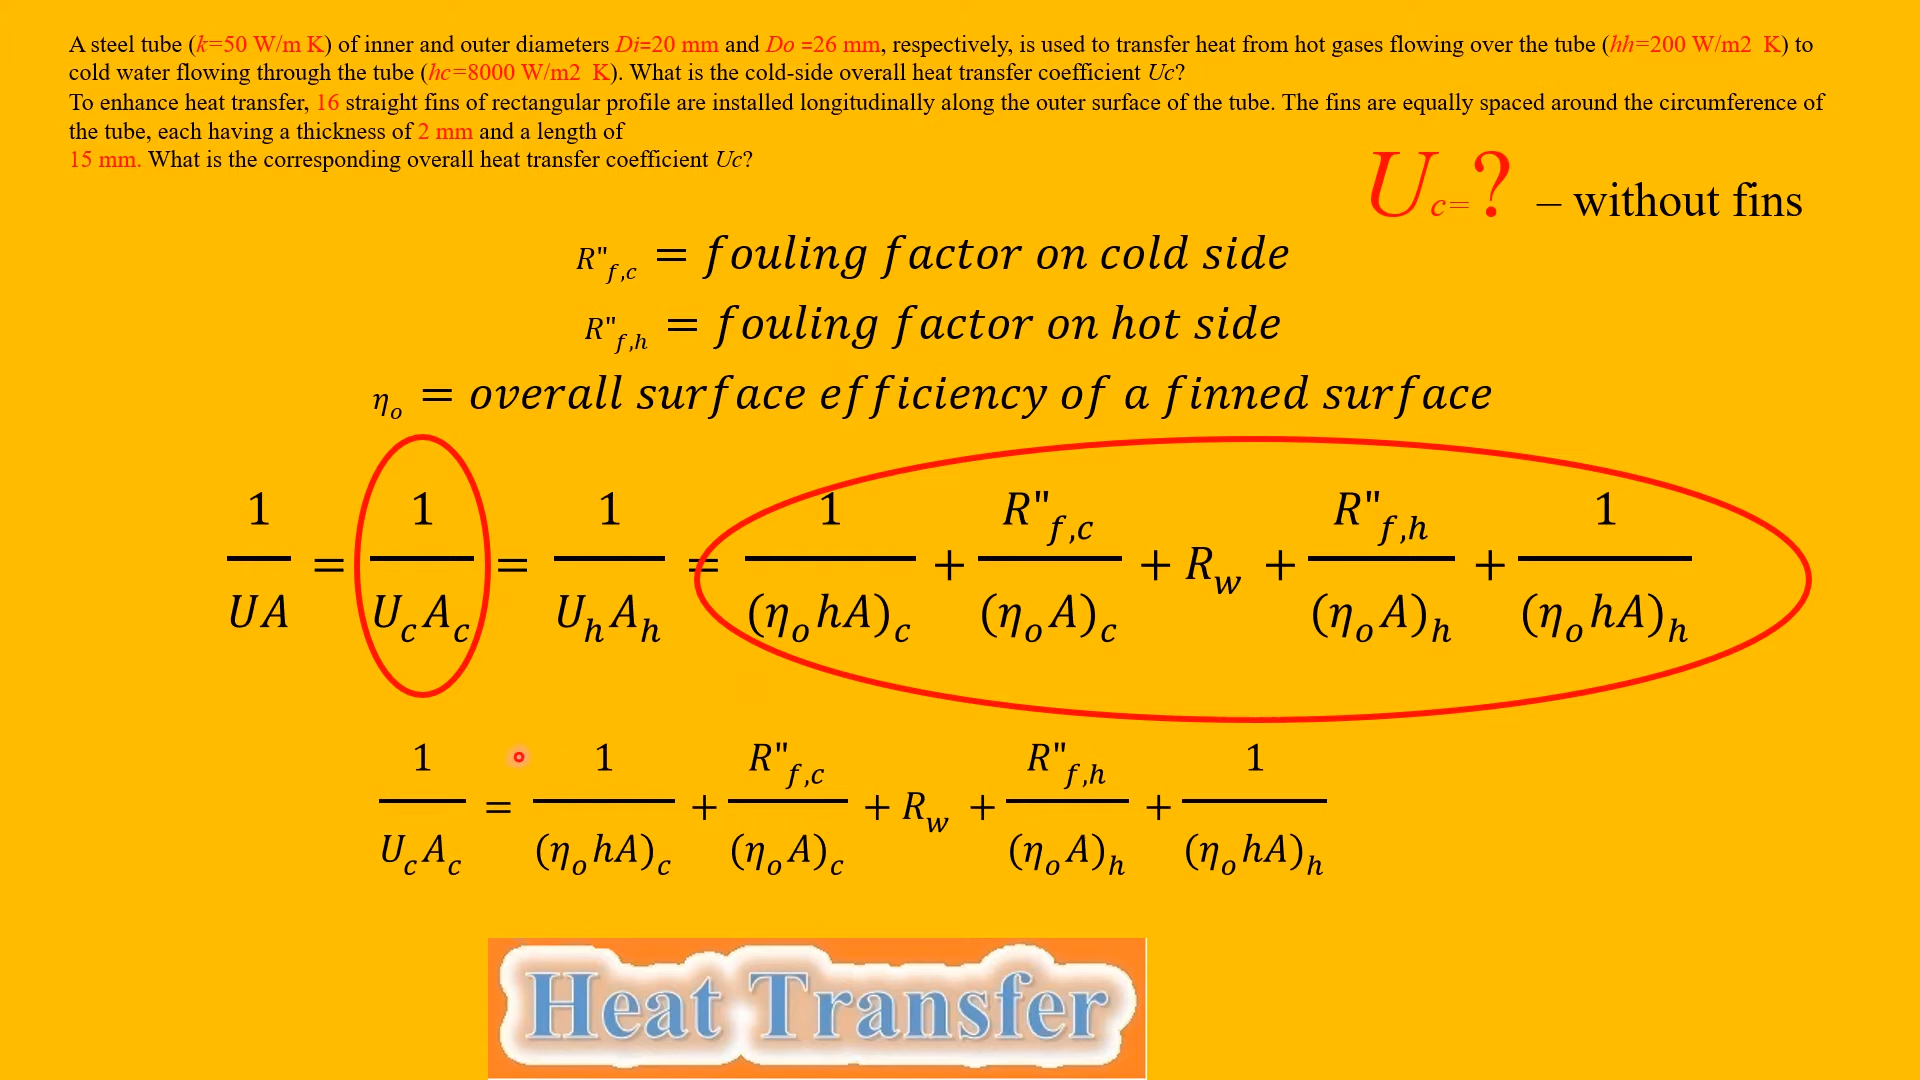 A steel tube (k=50 W/m K) of inner and outer diameters Di=20 mm and Do =26 mm, respectively, is used to transfer heat from hot gases flowing over the tube (hh=200 W/m2  K) to
cold water flowing through the tube (hc=8000 W/m2  K). What is the cold-side overall heat transfer coefficient Uc?
To enhance heat transfer, 16 straight fins of rectangular profile are installed longitudinally along the outer surface of the tube. The fins are equally spaced around the circumference of
the tube, each having a thickness of 2 mm and a length of
15 mm. What is the corresponding overall heat transfer coefficient Uc?
U c=? – without fins
R"f,c = fouling factor on cold side
R"f,h = fouling factor on hot side
ηo = overall surface efficiency of a finned surface
1/UA = 1/UcAc = 1/UhAh = 1/(ηohA)c + R"f,c/(ηoA)c + Rw + R"f,h/(ηoA)h + 1/(ηohA)h
1/UcAc = 1/(ηohA)c + R"f,c/(ηoA)c + Rw + R"f,h/(ηoA)h + 1/(ηohA)h
Heat Transfer